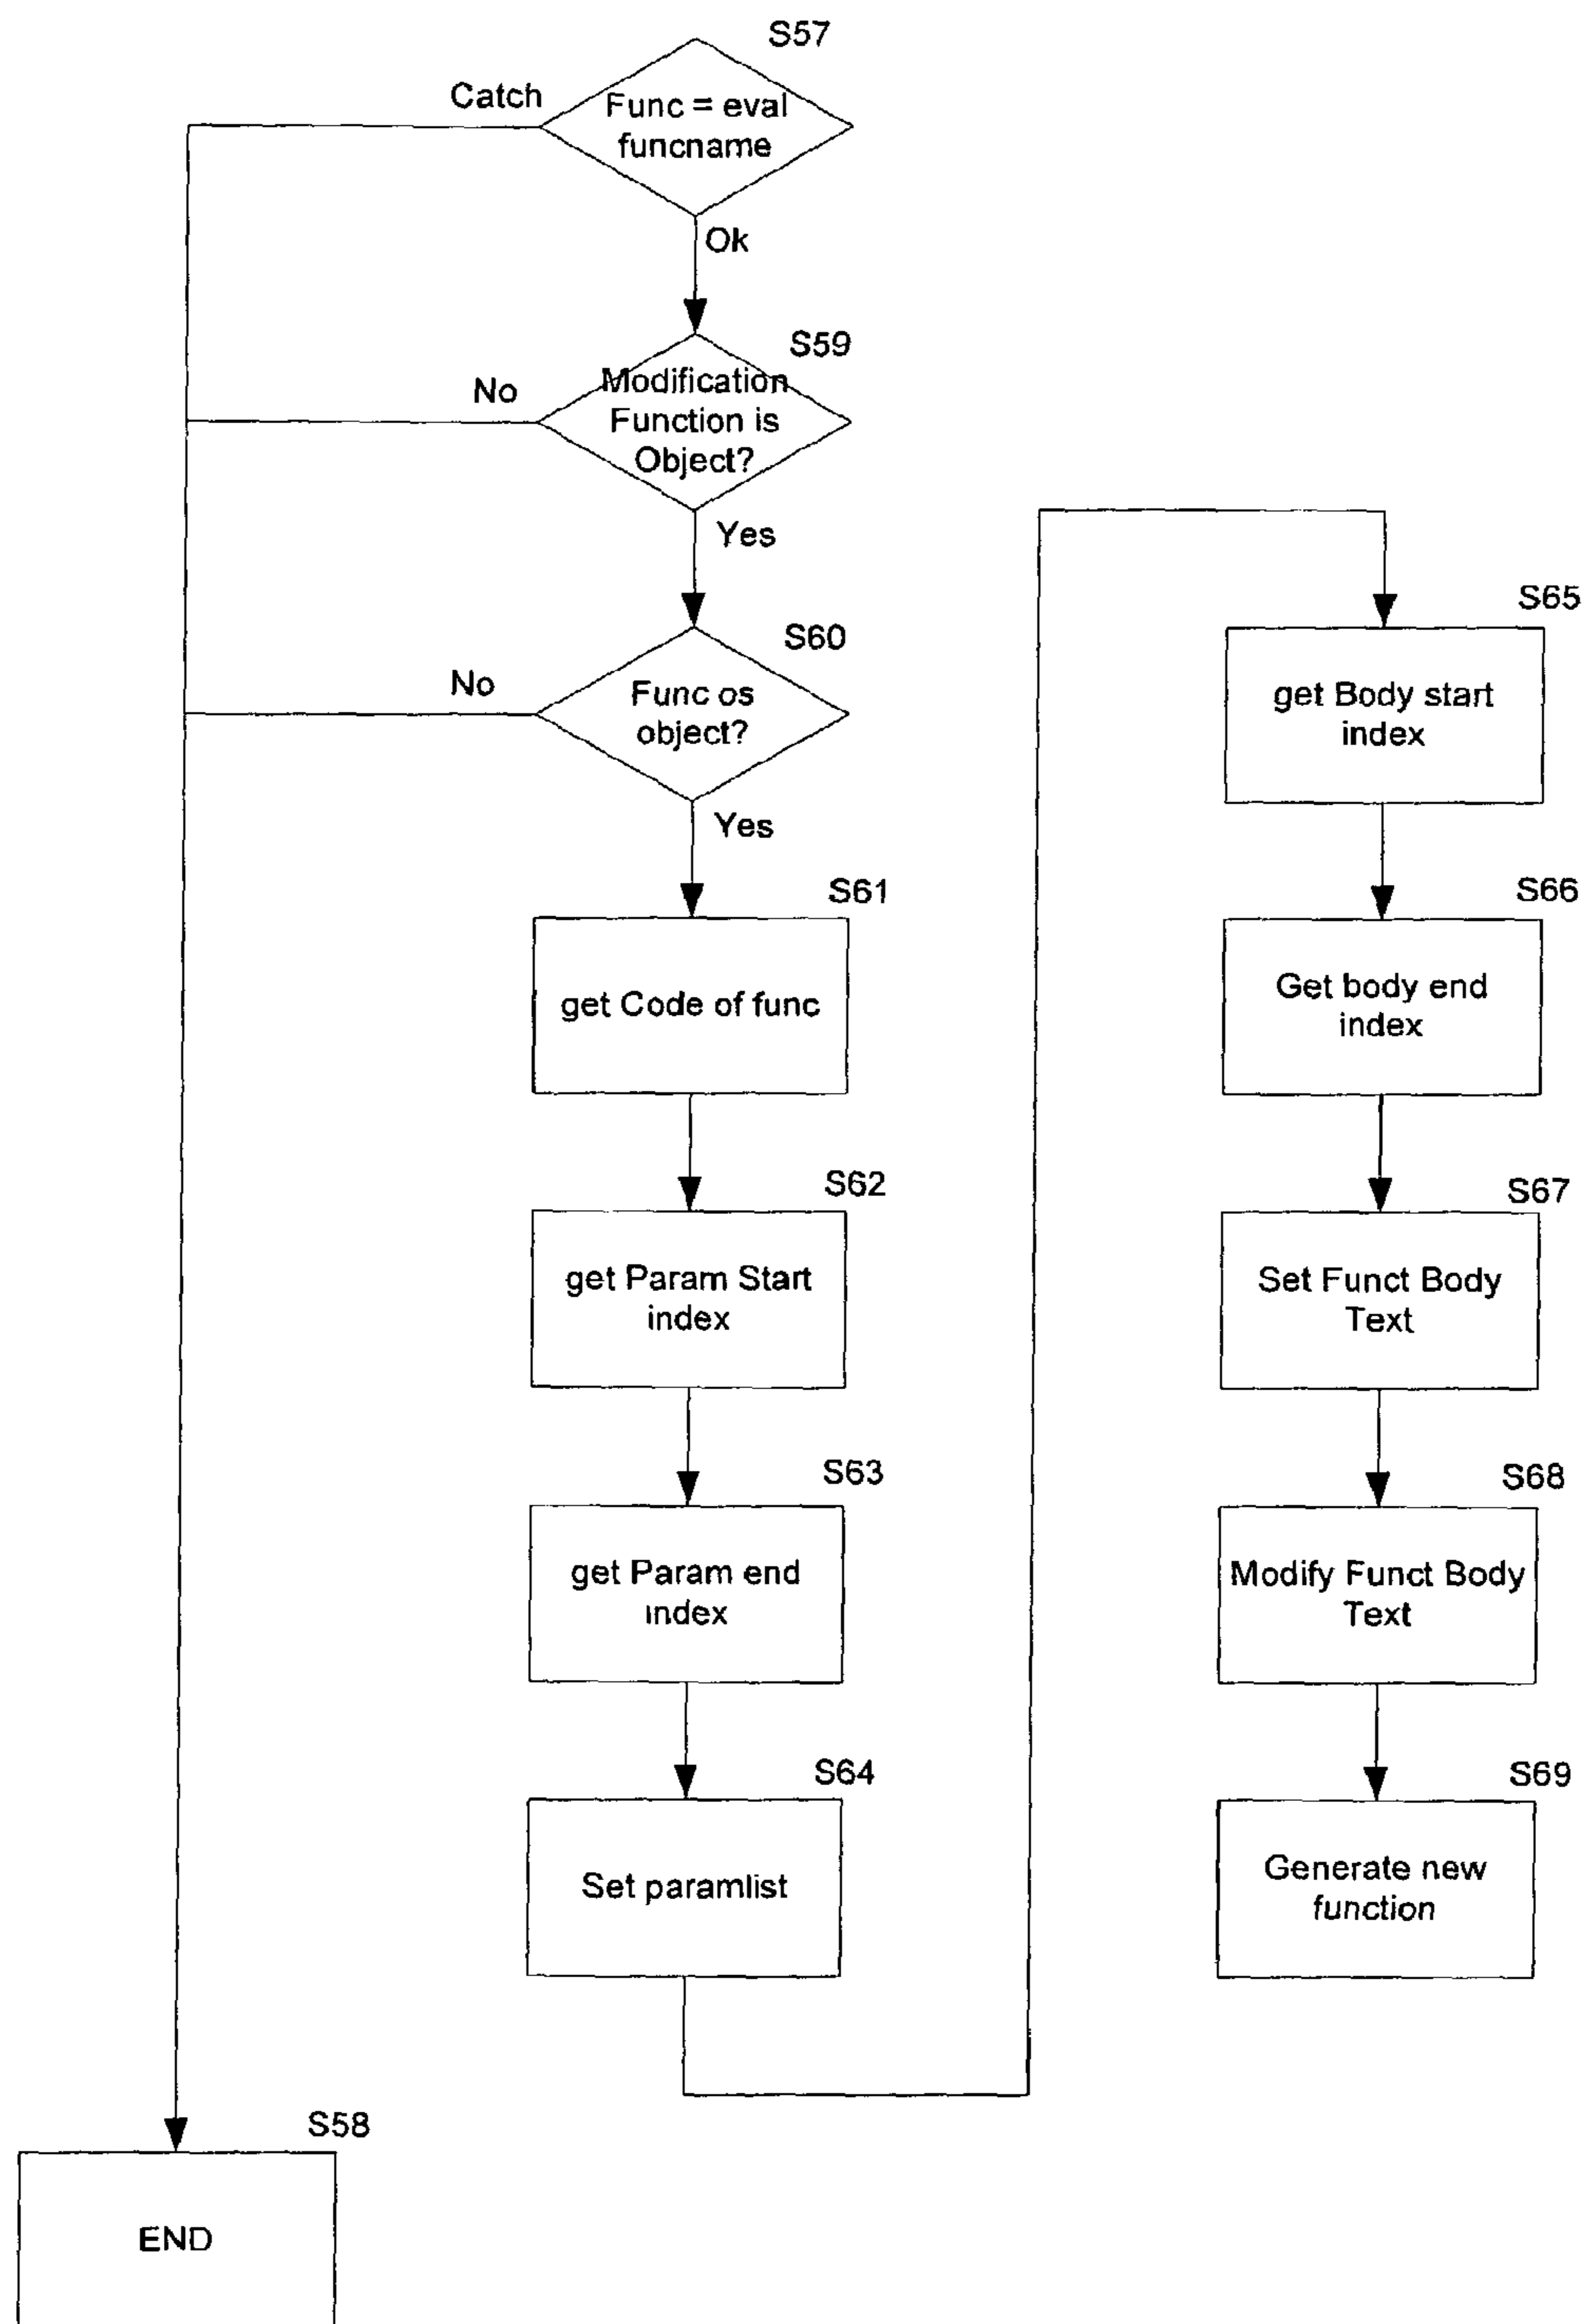 S57
Catch
Func = eval
funcname
Ok
S59
No
Modification
Function is
Object?
Yes
S60
No
Func os
object?
Yes
S61
get Code of func
S62
get Param Start
index
S63
get Param end
index
S64
Set paramlist
S65
get Body start
index
S66
Get body end
index
S67
Set Funct Body
Text
S68
Modify Funct Body
Text
S69
Generate new
function
S58
END